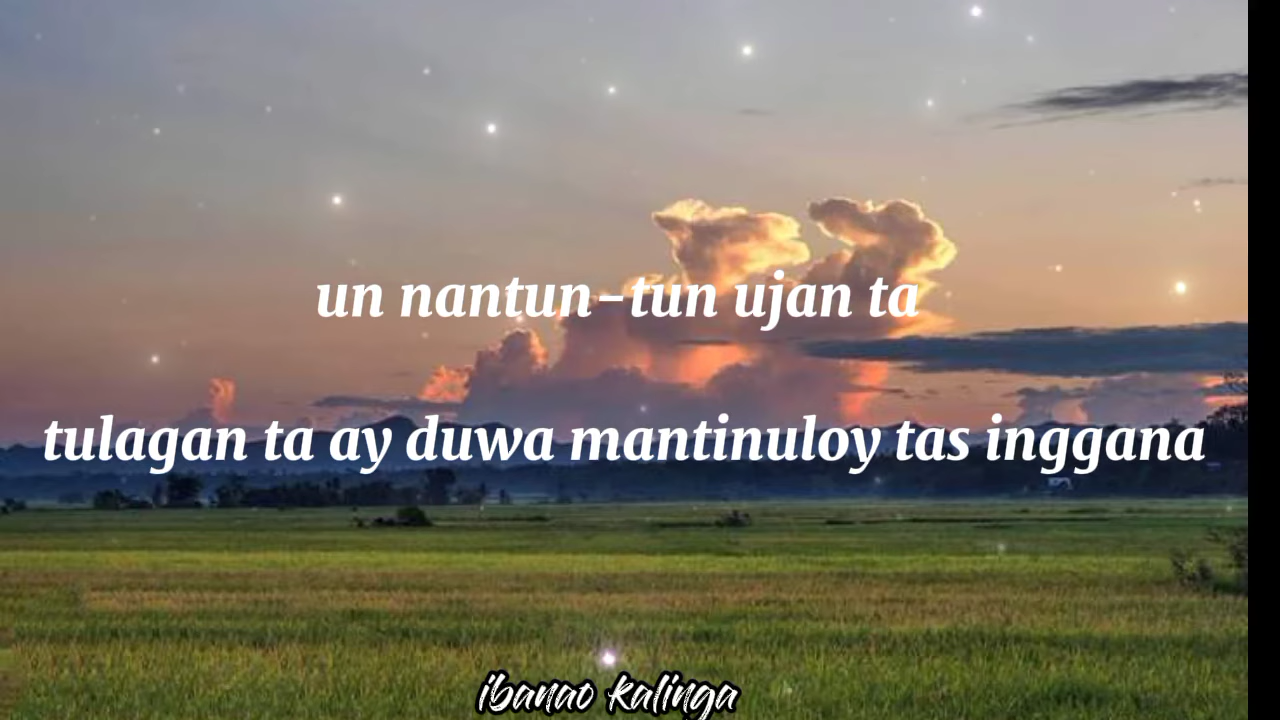 un nantun-tun ujan ta
tulagan ta ay duwa mantinuloy tas inggana
ibanao kalinga